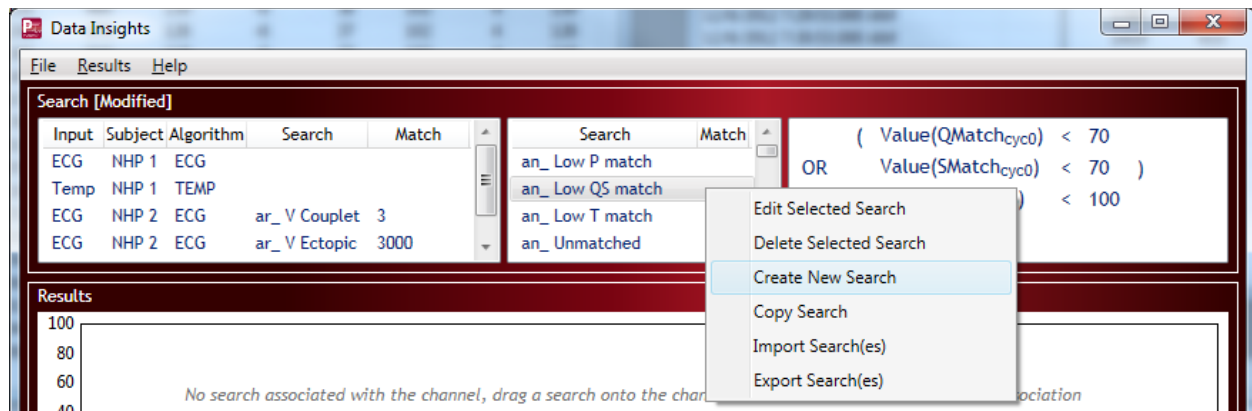 Data Insights
File Results Help
Search [Modified]
Input Subject Algorithm Search Match
ECG NHP 1 ECG
Temp NHP 1 TEMP
ECG NHP 2 ECG ar_ V Couplet 3
ECG NHP 2 ECG ar_ V Ectopic 3000
Search Match
an_ Low P match
an_ Low QS match
an_ Low T match
an_ Unmatched
( Value(QMatchcyc0) < 70
OR Value(SMatchcyc0) < 70 )
) < 100
Edit Selected Search
Delete Selected Search
Create New Search
Copy Search
Import Search(es)
Export Search(es)
Results
100
80
60
40
No search associated with the channel, drag a search onto the char ociation